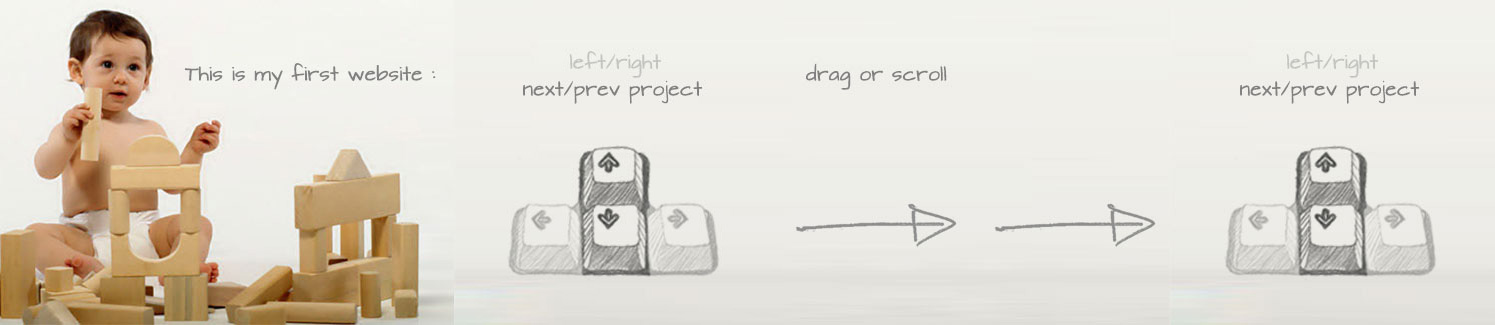 This is my first website :
left/right
next/prev project
drag or scroll
left/right
next/prev project